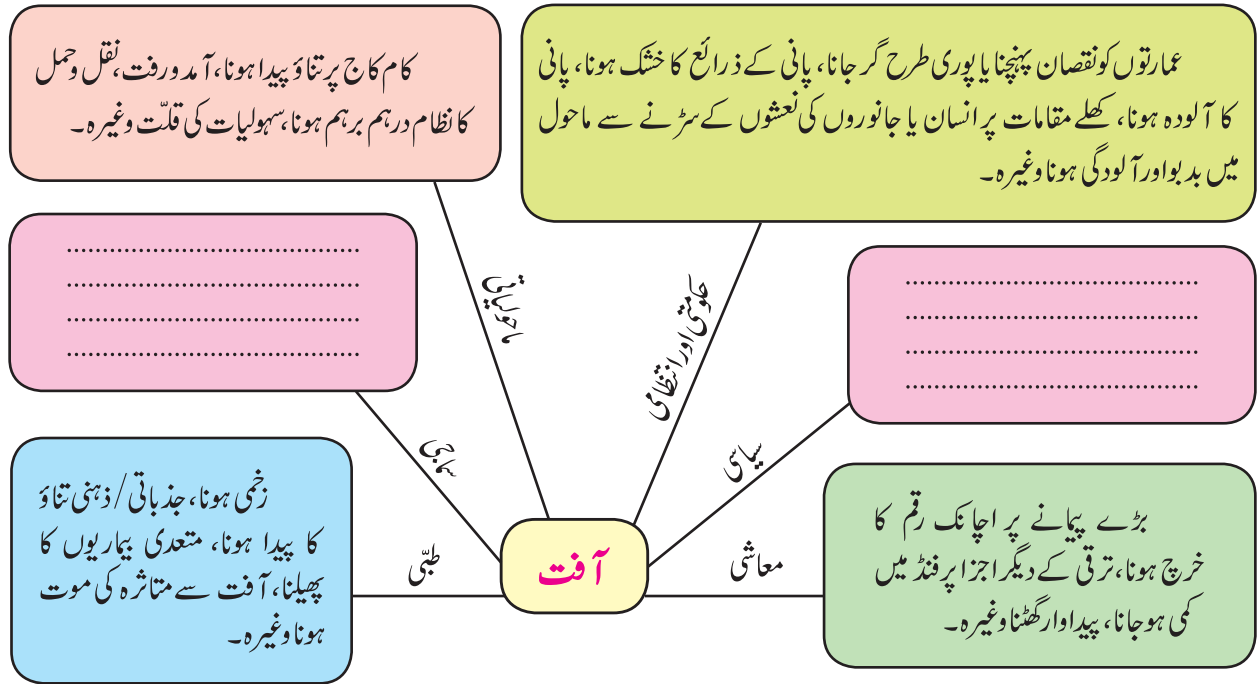 عمارتوں کو نقصان پہنچنا یا پوری طرح گر جانا، پانی کے ذرائع کا خشک ہونا، پانی
کا آلودہ ہونا، کھلے مقامات پر انسان یا جانوروں کی نعشوں کے سڑنے سے ماحول
میں بدبو اور آلودگی ہونا وغیرہ۔
کام کاج پر تناؤ پیدا ہونا، آمد و رفت، نقل و حمل
کا نظام درہم برہم ہونا، سہولیات کی قلّت وغیرہ۔
................................................
................................................
................................................
................................................
................................................
................................................
................................................
................................................
حکومتی اور انتظامی
ماحولیاتی
سیاسی
سماجی
معاشی
آفت
طبّی
بڑے پیمانے پر اچانک رقم کا
خرچ ہونا، ترقی کے دیگر اجزا پر فنڈ میں
کمی ہو جانا، پیداوار گھٹنا وغیرہ۔
زخمی ہونا، جذباتی/ذہنی تناؤ
کا پیدا ہونا، متعدی بیماریوں کا
پھیلنا، آفت سے متاثرہ کی موت
ہونا وغیرہ۔